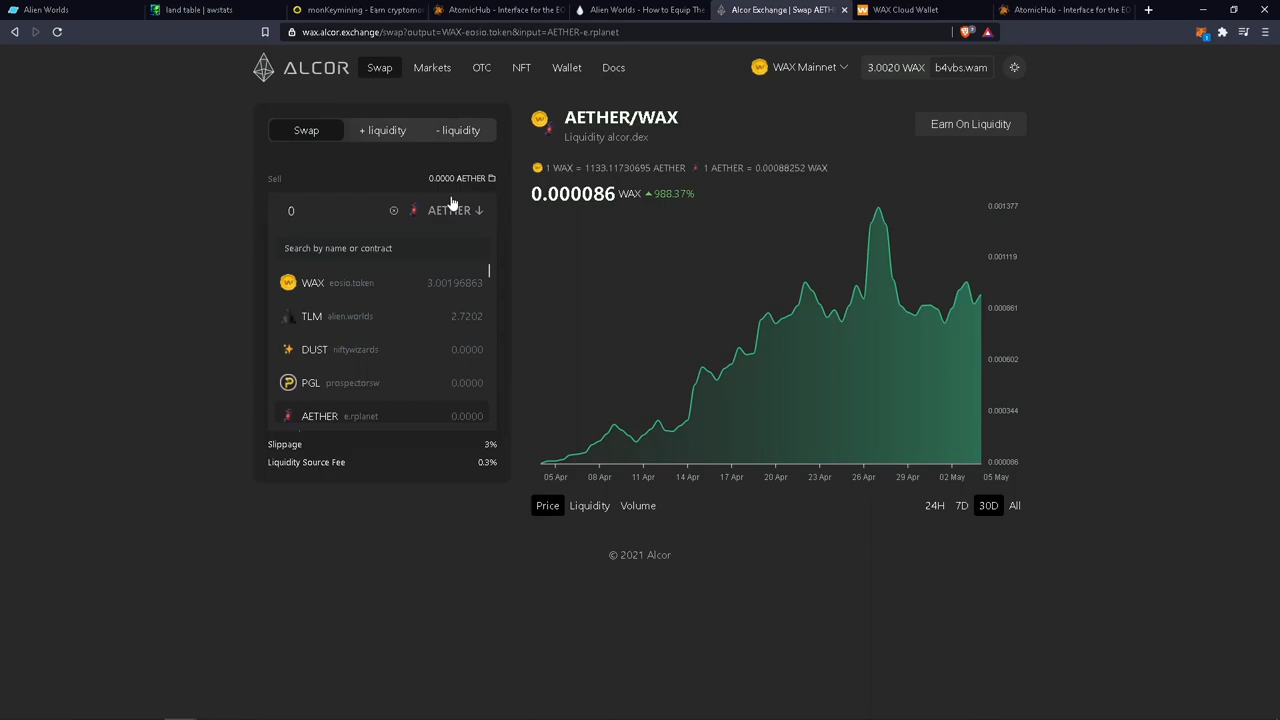 Alien Worlds
land table | awstats
monKeymining - Earn cryptomo
AtomicHub - Interface for the EO
Alien Worlds - How to Equip The
Alcor Exchange | Swap AETH
WAX Cloud Wallet
AtomicHub - Interface for the EO
wax.alcor.exchange/swap?output=WAX-eosio.token&input=AETHER-e.rplanet
ALCOR
Swap
Markets
OTC
NFT
Wallet
Docs
WAX Mainnet
3.0020 WAX
b4vbs.wam
Swap
+ liquidity
- liquidity
Sell
0.0000 AETHER
0
AETHER
Search by name or contract
WAX eosio.token 3.00196863
TLM alien.worlds 2.7202
DUST niftywizards 0.0000
PGL prospectorsw 0.0000
AETHER e.rplanet 0.0000
Slippage 3%
Liquidity Source Fee 0.3%
AETHER/WAX
Liquidity alcor.dex
Earn On Liquidity
1 WAX = 1133.11730695 AETHER
1 AETHER = 0.00088252 WAX
0.000086 WAX 988.37%
0.001377
0.001119
0.000861
0.000602
0.000344
0.000086
05 Apr
08 Apr
11 Apr
14 Apr
17 Apr
20 Apr
23 Apr
26 Apr
29 Apr
02 May
05 May
Price
Liquidity
Volume
24H
7D
30D
All
© 2021 Alcor